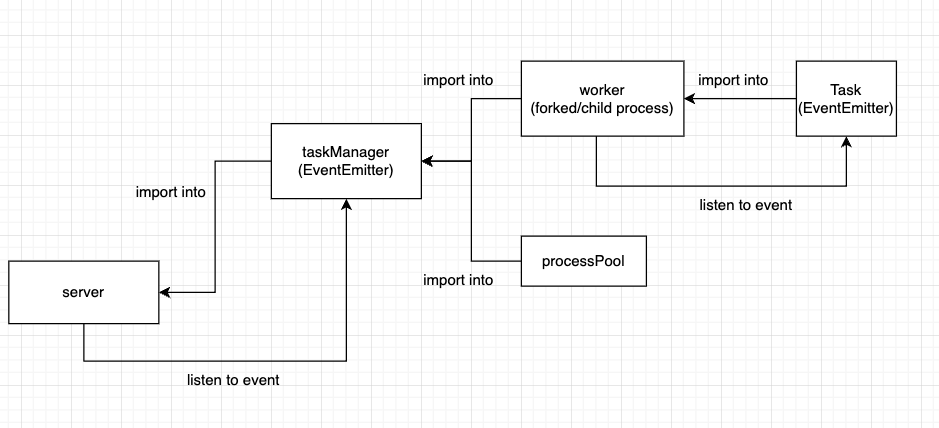 import into
worker
(forked/child process)
import into
Task
(EventEmitter)
taskManager
(EventEmitter)
import into
listen to event
processPool
import into
server
listen to event